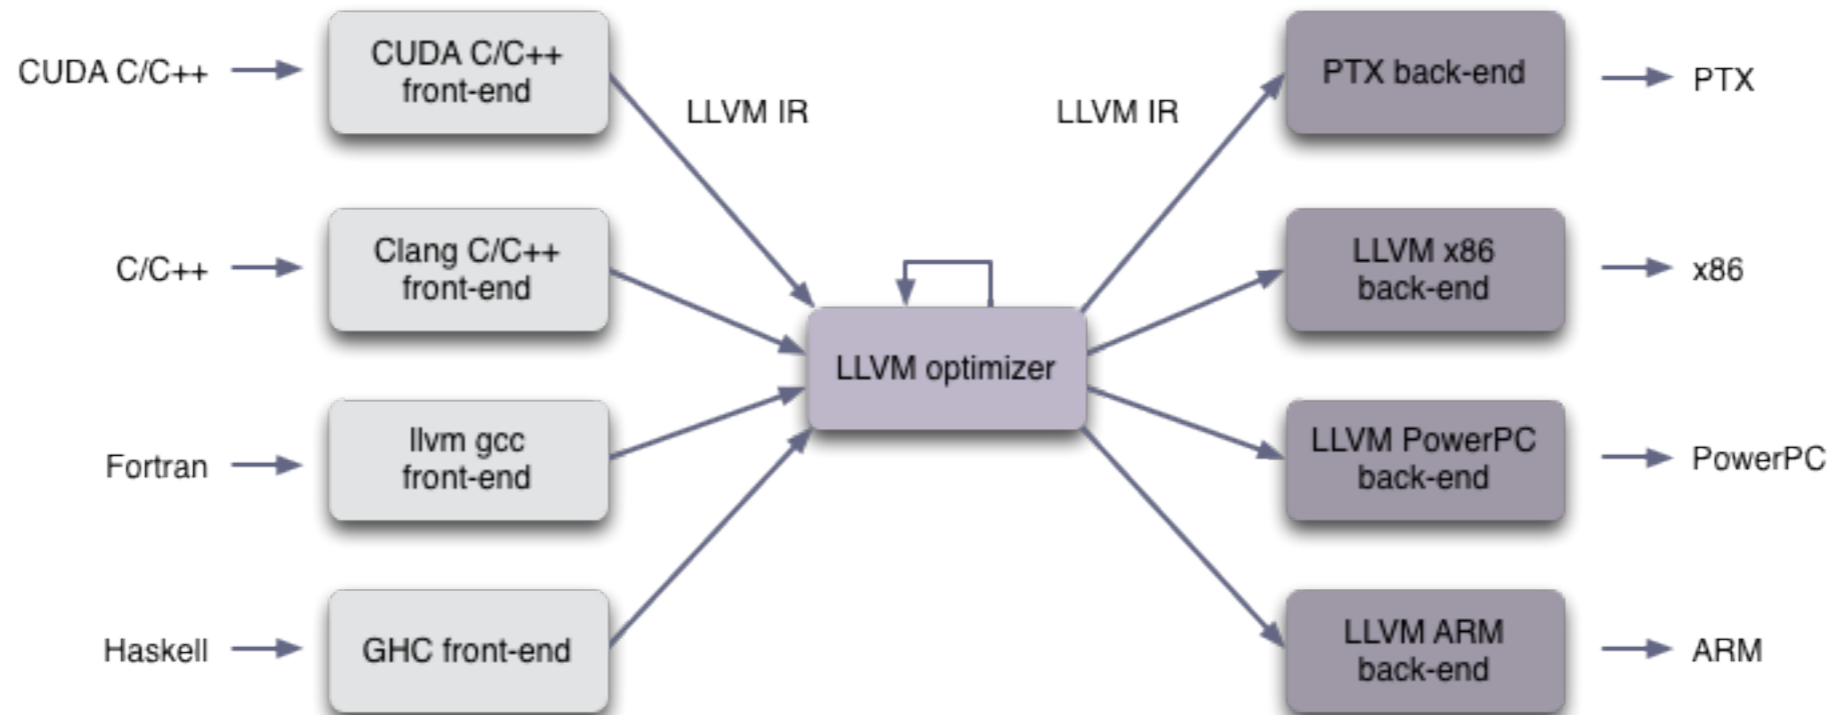 CUDA C/C++
CUDA C/C++
front-end
LLVM IR
LLVM IR
PTX back-end
PTX
C/C++
Clang C/C++
front-end
LLVM x86
back-end
x86
LLVM optimizer
Fortran
llvm gcc
front-end
LLVM PowerPC
back-end
PowerPC
Haskell
GHC front-end
LLVM ARM
back-end
ARM